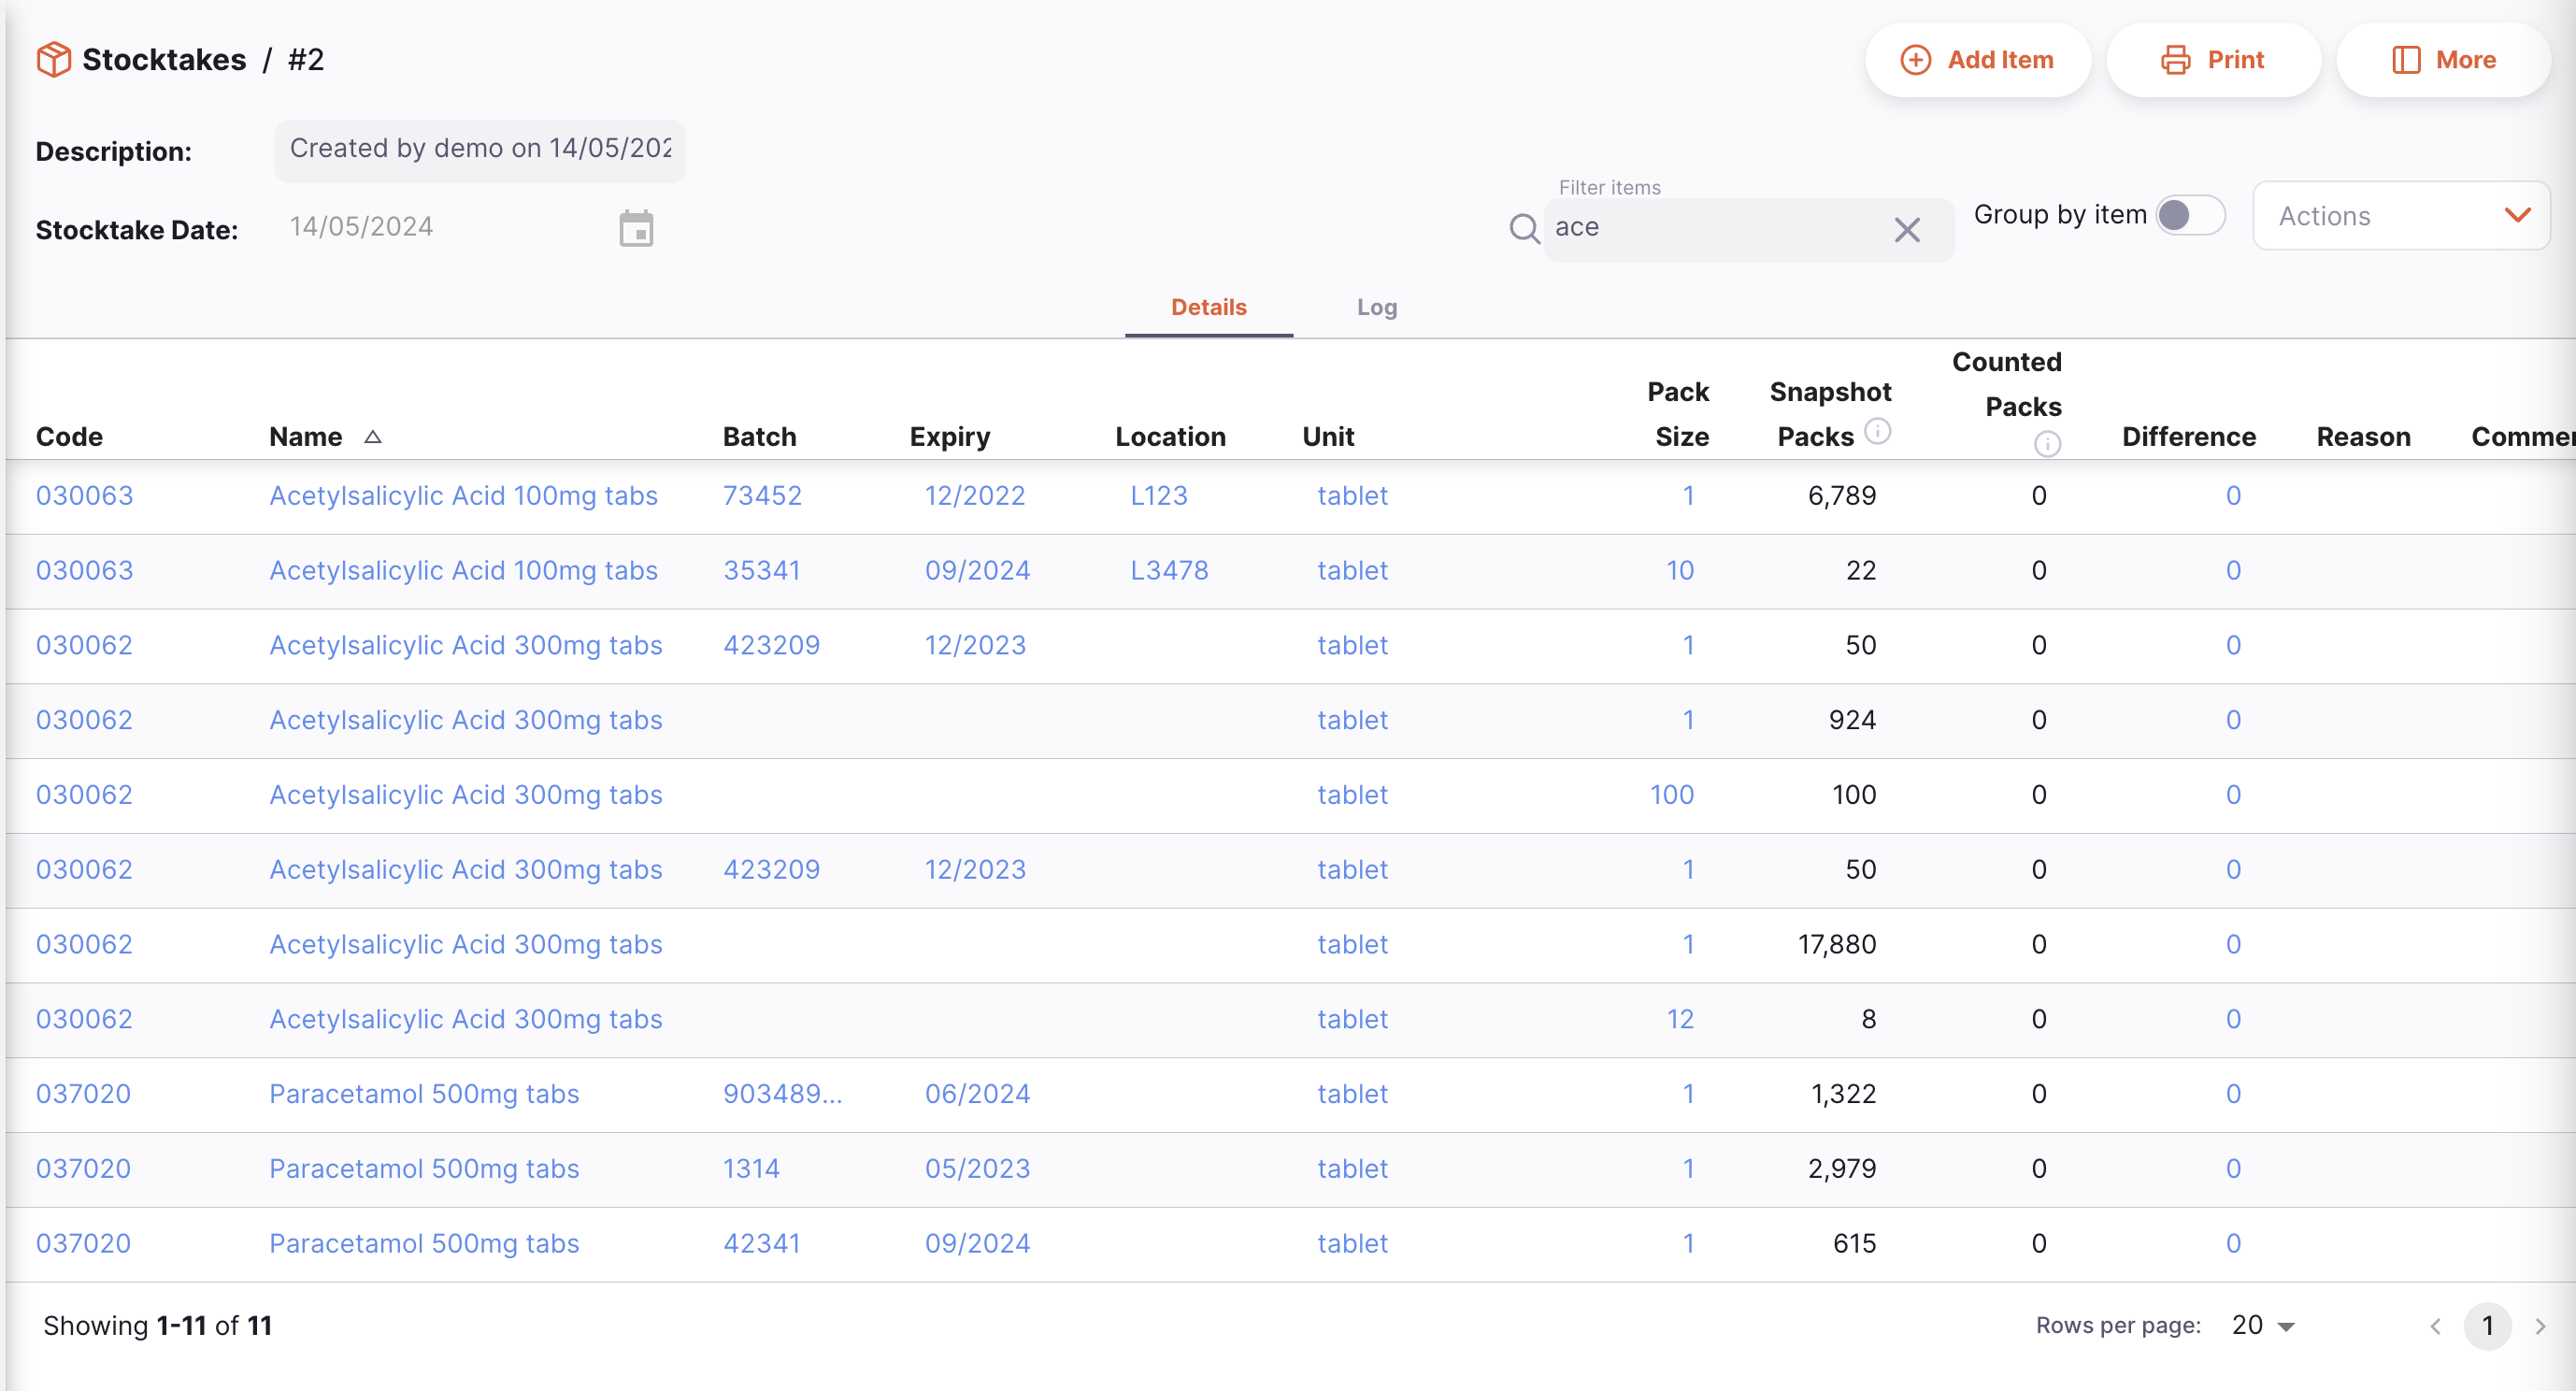 Stocktakes / #2
Add Item
Print
More
Description: Created by demo on 14/05/202
Stocktake Date: 14/05/2024
Filter items
ace
Group by item
Actions
Details Log
Code Name Batch Expiry Location Unit Pack Size Snapshot Packs Counted Packs Difference Reason Commen
030063 Acetylsalicylic Acid 100mg tabs 73452 12/2022 L123 tablet 1 6,789 0 0
030063 Acetylsalicylic Acid 100mg tabs 35341 09/2024 L3478 tablet 10 22 0 0
030062 Acetylsalicylic Acid 300mg tabs 423209 12/2023 tablet 1 50 0 0
030062 Acetylsalicylic Acid 300mg tabs tablet 1 924 0 0
030062 Acetylsalicylic Acid 300mg tabs tablet 100 100 0 0
030062 Acetylsalicylic Acid 300mg tabs 423209 12/2023 tablet 1 50 0 0
030062 Acetylsalicylic Acid 300mg tabs tablet 1 17,880 0 0
030062 Acetylsalicylic Acid 300mg tabs tablet 12 8 0 0
037020 Paracetamol 500mg tabs 903489... 06/2024 tablet 1 1,322 0 0
037020 Paracetamol 500mg tabs 1314 05/2023 tablet 1 2,979 0 0
037020 Paracetamol 500mg tabs 42341 09/2024 tablet 1 615 0 0
Showing 1-11 of 11
Rows per page: 20
1